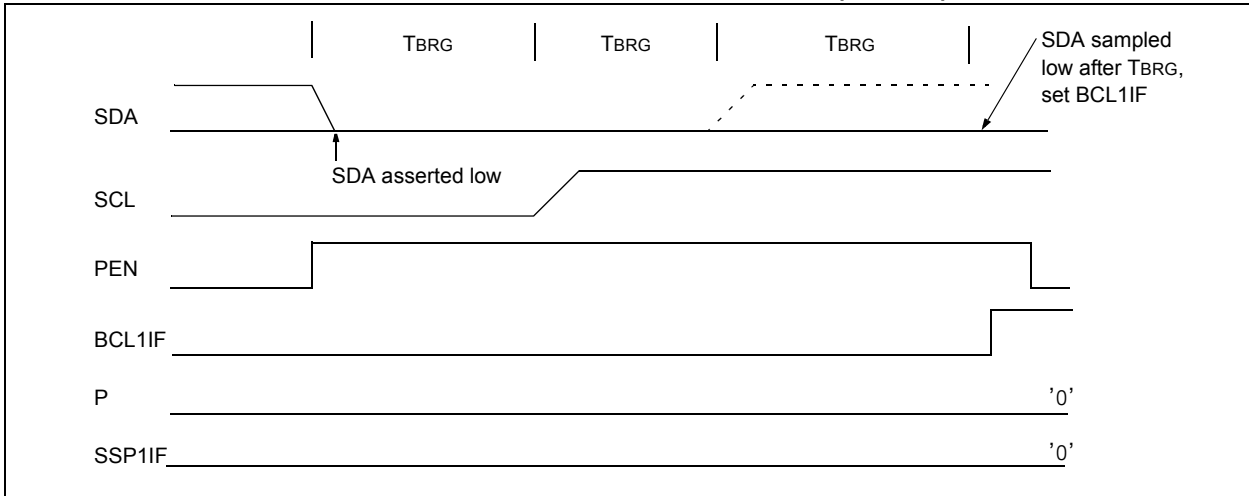 TBRG TBRG TBRG
SDA sampled
low after TBRG,
set BCL1IF
SDA
SDA asserted low
SCL
PEN
BCL1IF
P '0'
SSP1IF '0'